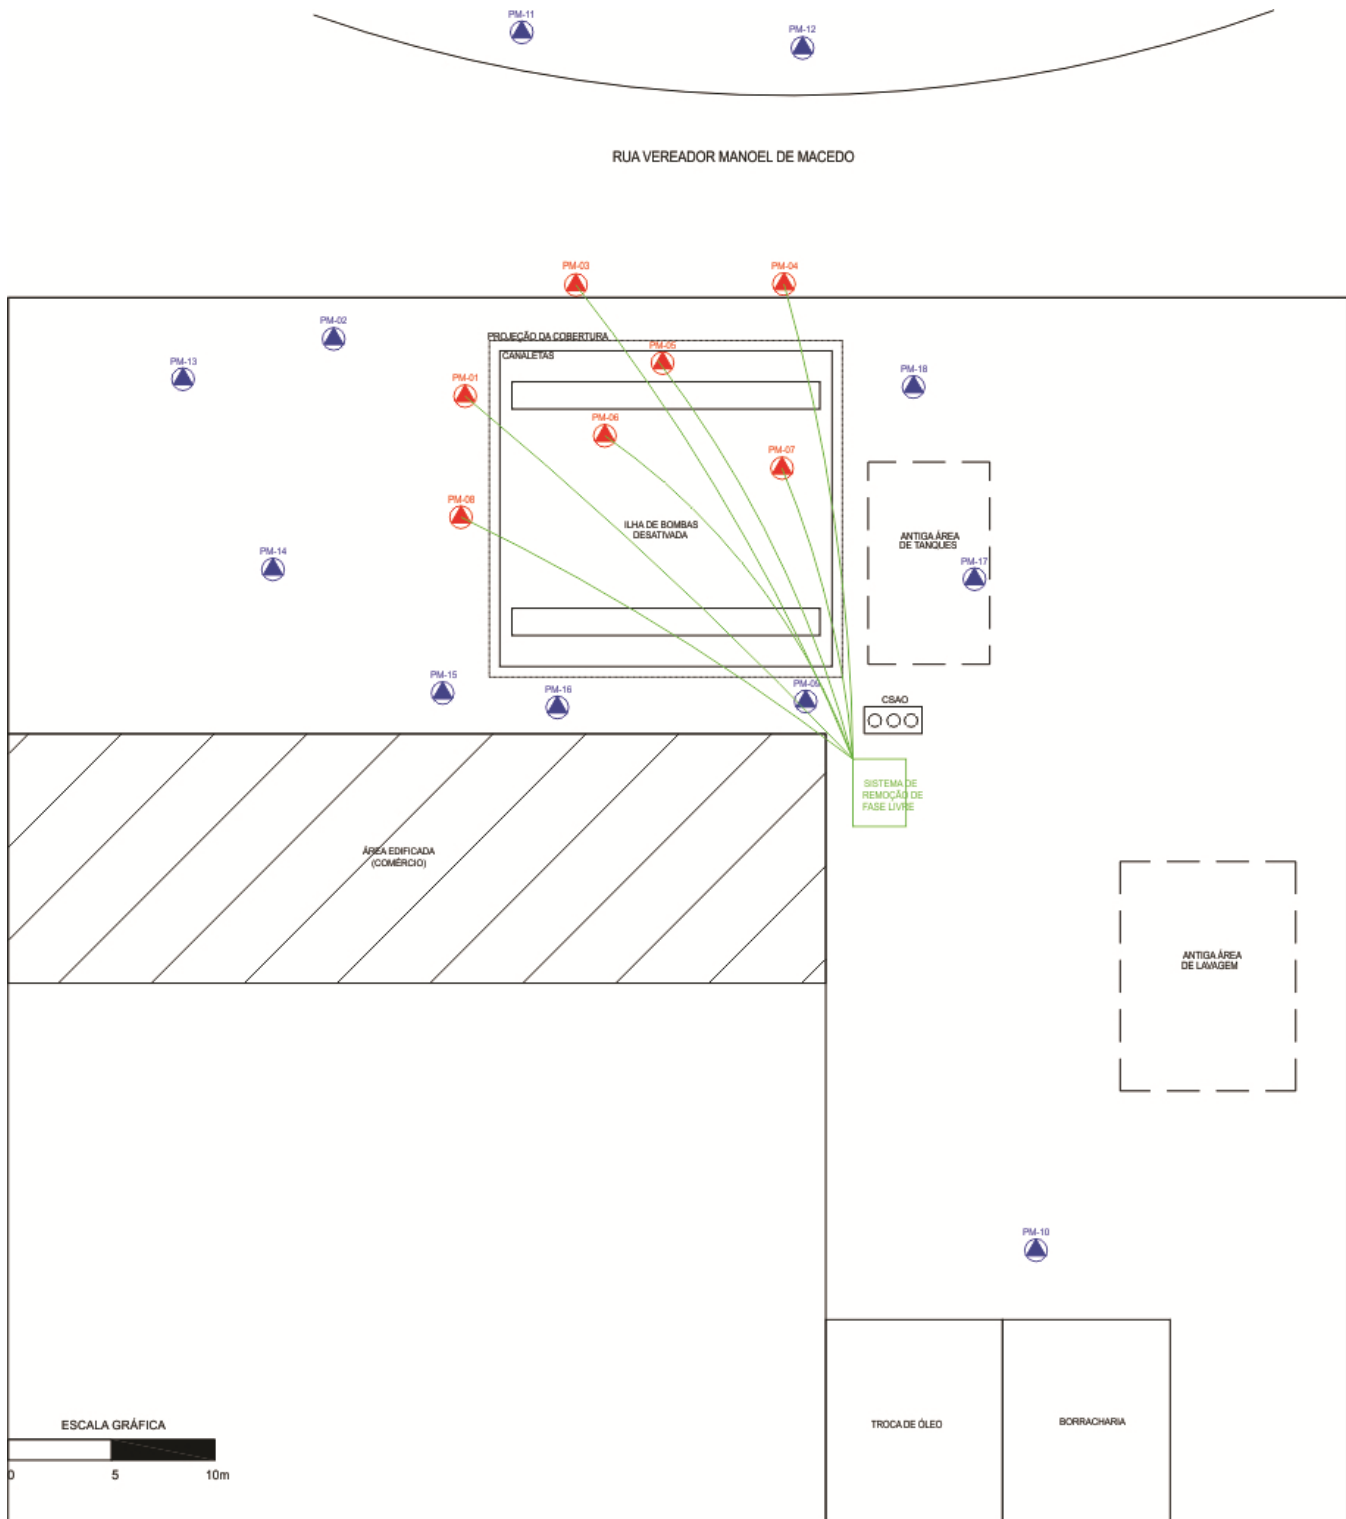 PM-11
PM-12
RUA VEREADOR MANOEL DE MACEDO
PM-03
PM-04
PM-02
PROJEÇÃO DA COBERTURA
PM-05
CANALETAS
PM-13
PM-01
PM-18
PM-06
PM-07
PM-08
ILHA DE BOMBAS
DESATIVADA
ANTIGA ÁREA
DE TANQUES
PM-14
PM-17
PM-15
PM-16
PM-09
CSAO
SISTEMA DE
REMOÇÃO DE
FASE LIVRE
ÁREA EDIFICADA
(COMÉRCIO)
ANTIGA ÁREA
DE LAVAGEM
PM-10
TROCA DE ÓLEO
BORRACHARIA
ESCALA GRÁFICA
0 5 10m